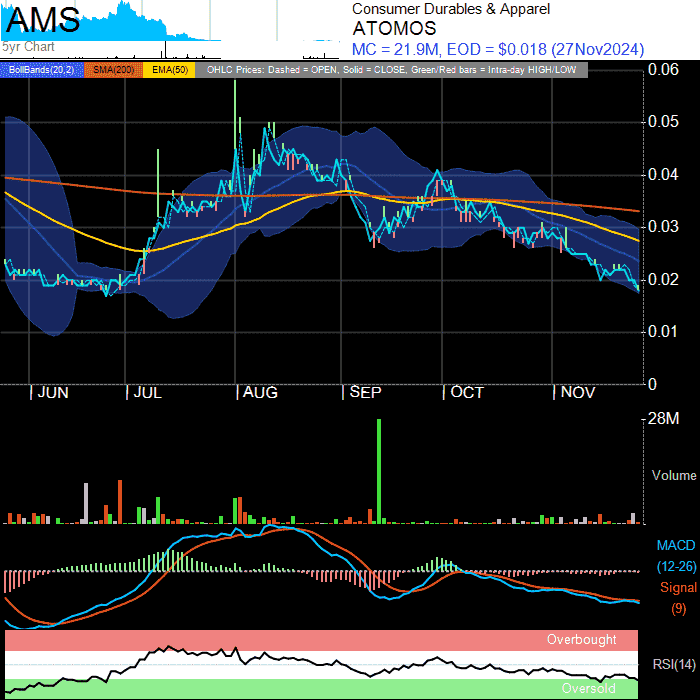 AMS
5yr Chart
Consumer Durables & Apparel
ATOMOS
MC = 21.9M, EOD = $0.018 (27Nov2024)
BollBands(20,2) SMA(200) EMA(50) OHLC Prices: Dashed = OPEN, Solid = CLOSE, Green/Red bars = Intra-day HIGH/LOW
0.06
0.05
0.04
0.03
0.02
0.01
0
JUN JUL AUG SEP OCT NOV
28M
Volume
MACD
(12-26)
Signal
(9)
Overbought
RSI(14)
Oversold